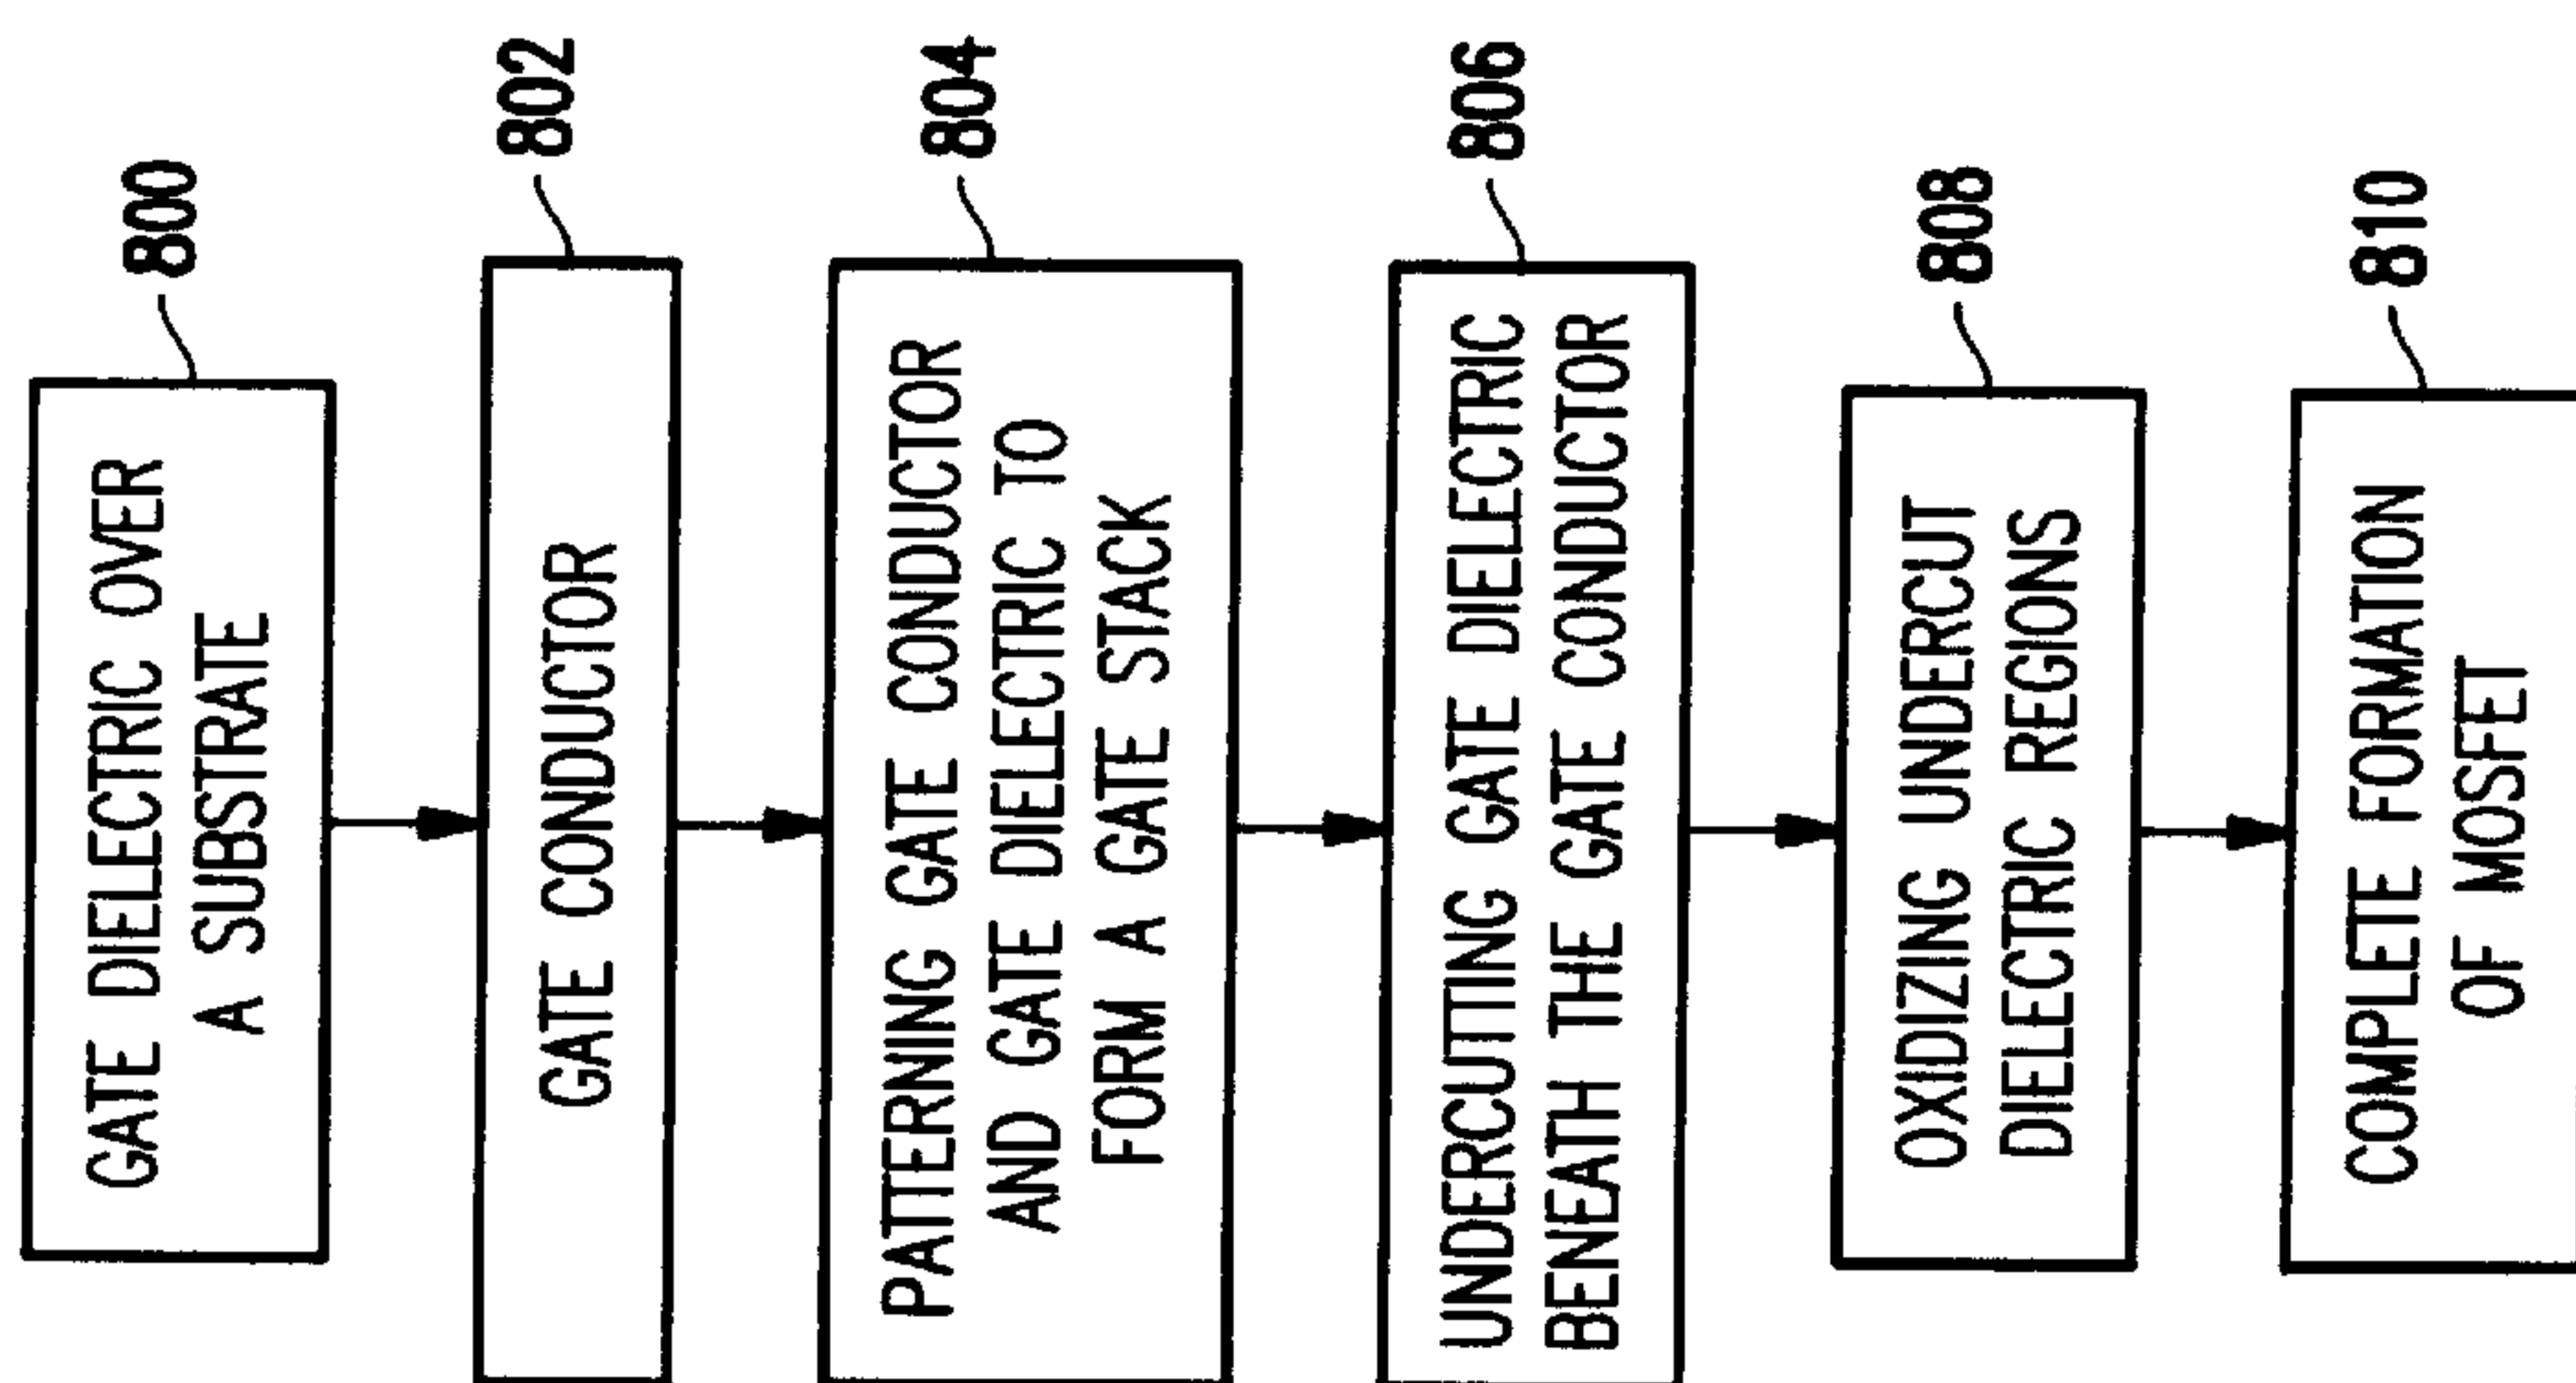 GATE DIELECTRIC OVER
A SUBSTRATE
800
GATE CONDUCTOR
802
PATTERNING GATE CONDUCTOR
AND GATE DIELECTRIC TO
FORM A GATE STACK
804
UNDERCUTTING GATE DIELECTRIC
BENEATH THE GATE CONDUCTOR
806
OXIDIZING UNDERCUT
DIELECTRIC REGIONS
808
COMPLETE FORMATION
OF MOSFET
810